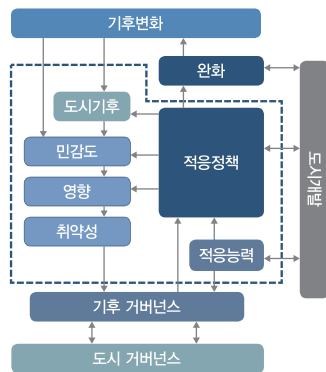 기후변화
완화
도시기후
민감도
적응정책
영향
취약성
적응능력
도시개발
기후 거버넌스
도시 거버넌스